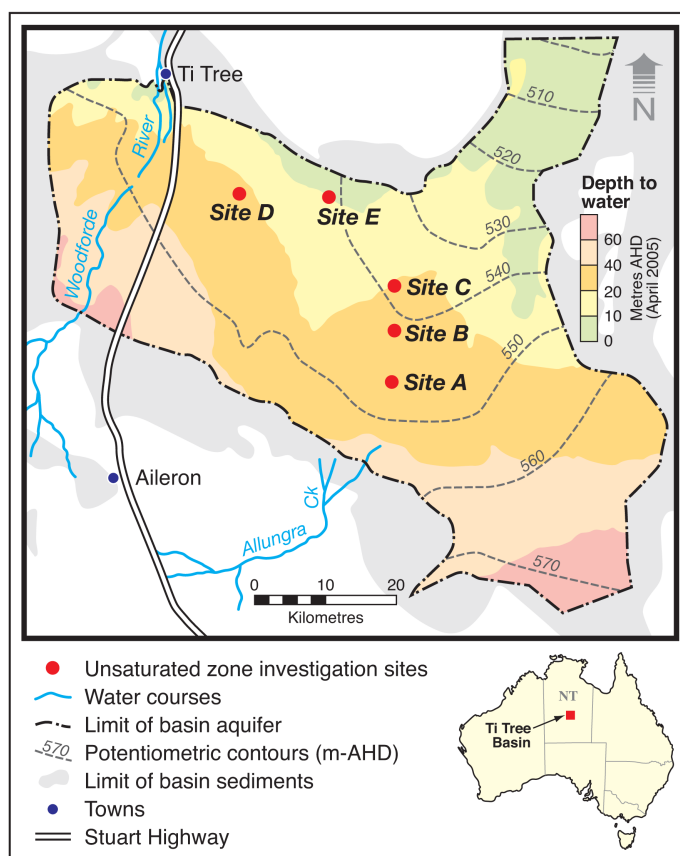 Ti Tree
River
Woodforde
510
520
530
540
550
560
570
N
Depth to
water
60
40
20
10
0
Metres AHD
(April 2005)
Site D
Site E
Site C
Site B
Site A
Aileron
Allungra
Ck
0 10 20
Kilometres
Unsaturated zone investigation sites
Water courses
Limit of basin aquifer
570 Potentiometric contours (m-AHD)
Limit of basin sediments
Towns
Stuart Highway
NT
Ti Tree
Basin